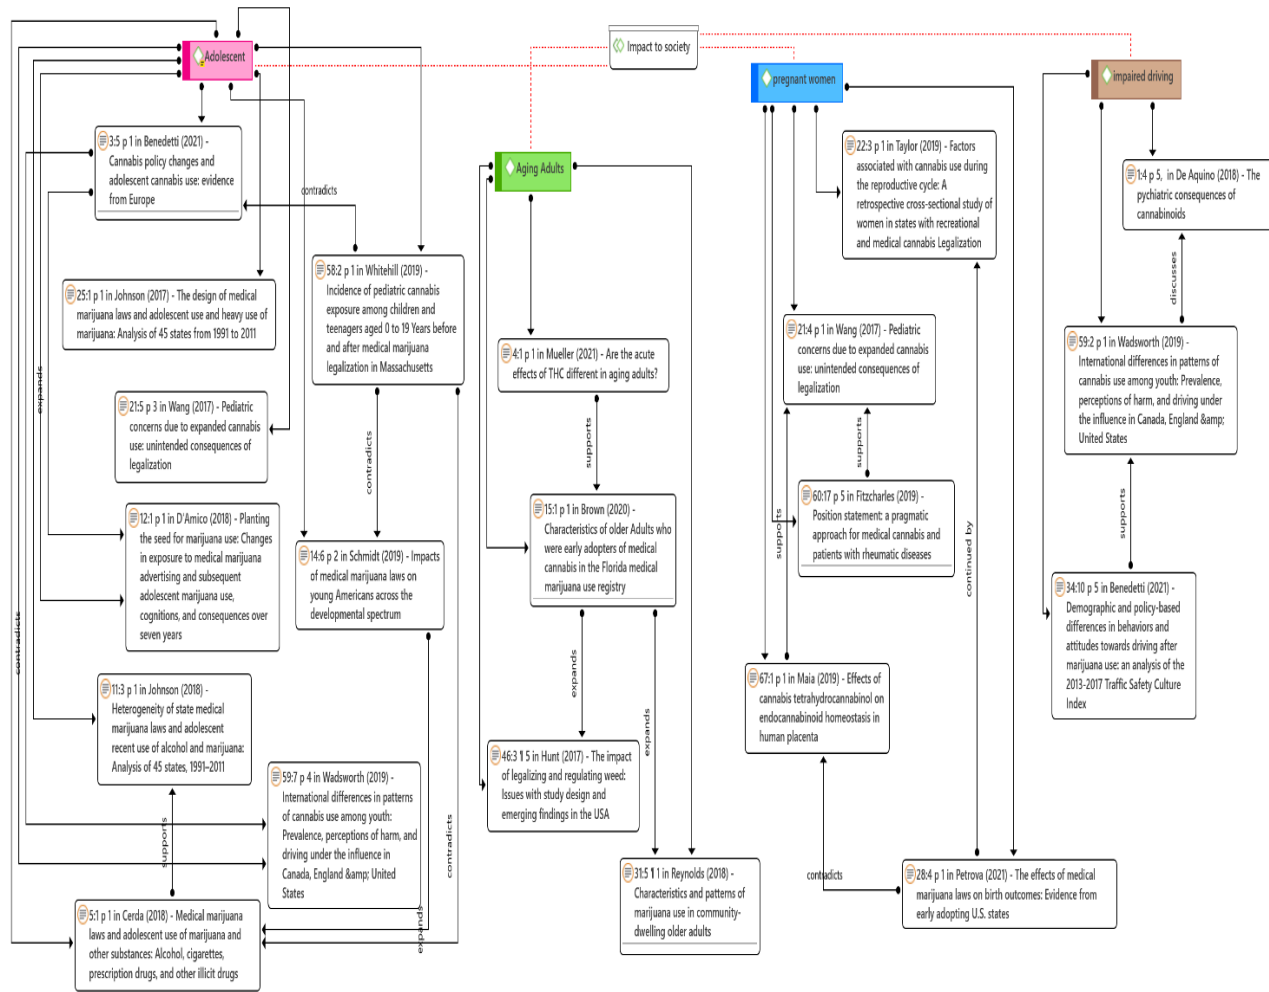 Impact to society
Adolescent
pregnant women
impaired driving
Aging Adults
3:5 p 1 in Benedetti (2021) -
Cannabis policy changes and
adolescent cannabis use: evidence
from Europe
contradicts
25:1 p 1 in Johnson (2017) - The design of medical
marijuana laws and adolescent use and heavy use of
marijuana: Analysis of 45 states from 1991 to 2011
58:2 p 1 in Whitehill (2019) -
Incidence of pediatric cannabis
exposure among children and
teenagers aged 0 to 19 Years before
and after medical marijuana
legalization in Massachusetts
expands
21:5 p 3 in Wang (2017) - Pediatric
concerns due to expanded cannabis
use: unintended consequences of
legalization
contradicts
12:1 p 1 in D'Amico (2018) - Planting
the seed for marijuana use: Changes
in exposure to medical marijuana
advertising and subsequent
adolescent marijuana use,
cognitions, and consequences over
seven years
14:6 p 2 in Schmidt (2019) - Impacts
of medical marijuana laws on
young Americans across the
developmental spectrum
contradicts
11:3 p 1 in Johnson (2018) -
Heterogeneity of state medical
marijuana laws and adolescent
recent use of alcohol and marijuana:
Analysis of 45 states, 1991–2011
59:7 p 4 in Wadsworth (2019) -
International differences in patterns
of cannabis use among youth:
Prevalence, perceptions of harm, and
driving under the influence in
Canada, England &amp; United
States
supports
contradicts
expands
5:1 p 1 in Cerda (2018) - Medical marijuana
laws and adolescent use of marijuana and
other substances: Alcohol, cigarettes,
prescription drugs, and other illicit drugs
4:1 p 1 in Mueller (2021) - Are the acute
effects of THC different in aging adults?
supports
15:1 p 1 in Brown (2020) -
Characteristics of older Adults who
were early adopters of medical
cannabis in the Florida medical
marijuana use registry
expands
expands
46:3 ¶ 5 in Hunt (2017) - The impact
of legalizing and regulating weed:
Issues with study design and
emerging findings in the USA
31:5 ¶ 1 in Reynolds (2018) -
Characteristics and patterns of
marijuana use in community-
dwelling older adults
22:3 p 1 in Taylor (2019) - Factors
associated with cannabis use during
the reproductive cycle: A
retrospective cross-sectional study of
women in states with recreational
and medical cannabis Legalization
21:4 p 1 in Wang (2017) - Pediatric
concerns due to expanded cannabis
use: unintended consequences of
legalization
supports
60:17 p 5 in Fitzcharles (2019) -
Position statement: a pragmatic
approach for medical cannabis and
patients with rheumatic diseases
supports
continued by
67:1 p 1 in Maia (2019) - Effects of
cannabis tetrahydrocannabinol on
endocannabinoid homeostasis in
human placenta
contradicts
28:4 p 1 in Petrova (2021) - The effects of medical
marijuana laws on birth outcomes: Evidence from
early adopting U.S. states
1:4 p 5, in De Aquino (2018) - The
pychiatric consequences of
cannabinoids
discusses
59:2 p 1 in Wadsworth (2019) -
International differences in patterns of
cannabis use among youth: Prevalence,
perceptions of harm, and driving under
the influence in Canada, England &amp;
United States
supports
34:10 p 5 in Benedetti (2021) -
Demographic and policy-based
differences in behaviors and
attitudes towards driving after
marijuana use: an analysis of the
2013-2017 Traffic Safety Culture
Index